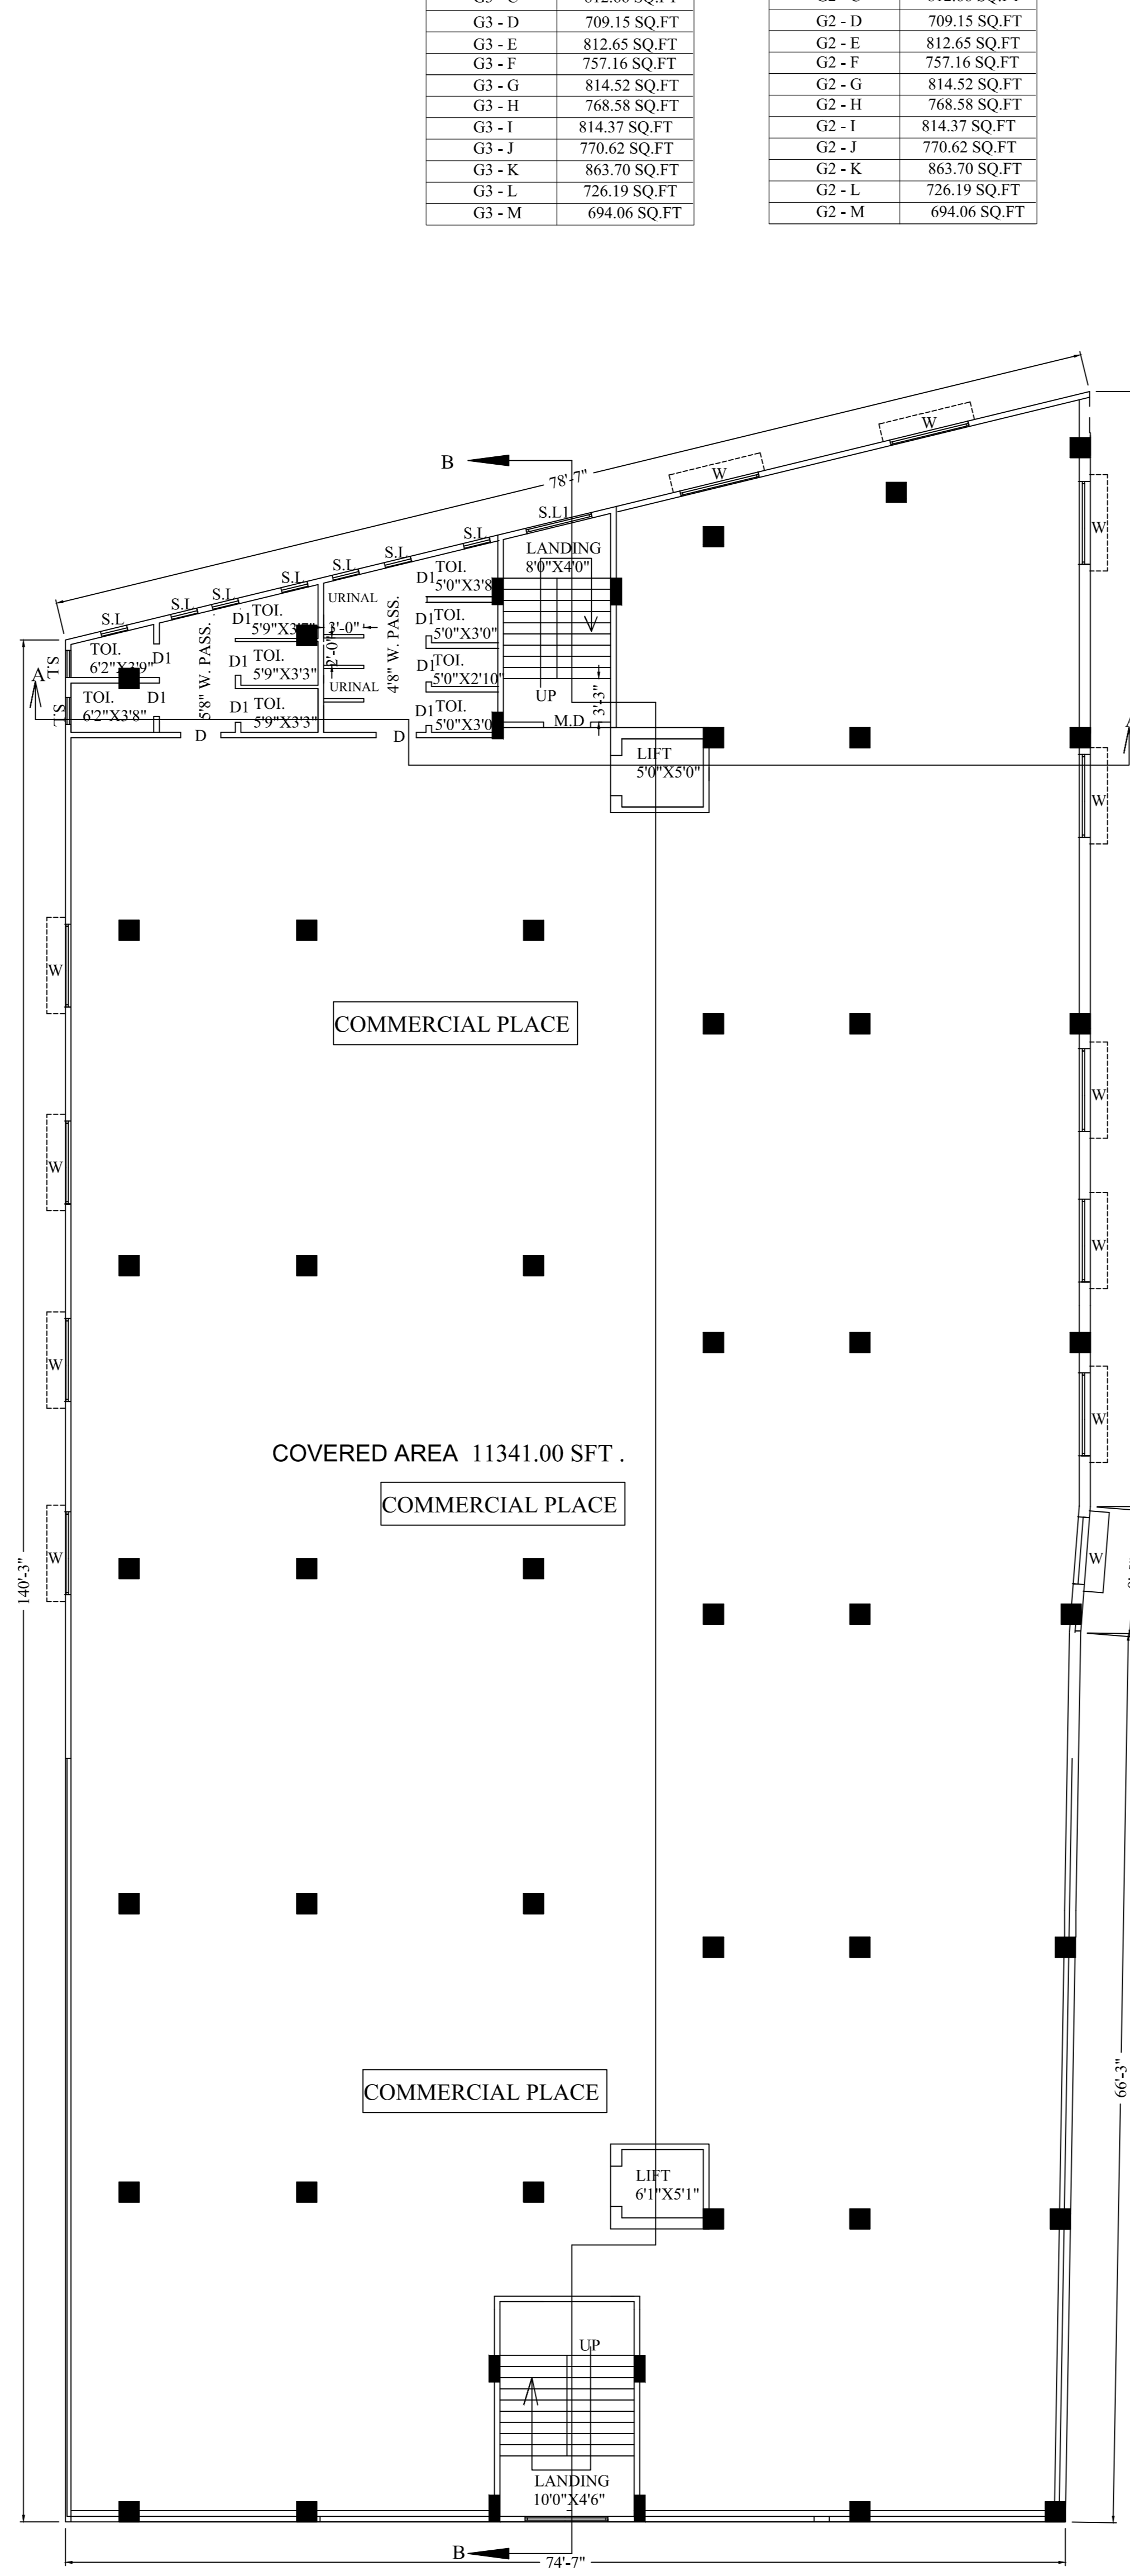 G3 - D 709.15 SQ.FT
G3 - E 812.65 SQ.FT
G3 - F 757.16 SQ.FT
G3 - G 814.52 SQ.FT
G3 - H 768.58 SQ.FT
G3 - I 814.37 SQ.FT
G3 - J 770.62 SQ.FT
G3 - K 863.70 SQ.FT
G3 - L 726.19 SQ.FT
G3 - M 694.06 SQ.FT
G2 - D 709.15 SQ.FT
G2 - E 812.65 SQ.FT
G2 - F 757.16 SQ.FT
G2 - G 814.52 SQ.FT
G2 - H 768.58 SQ.FT
G2 - I 814.37 SQ.FT
G2 - J 770.62 SQ.FT
G2 - K 863.70 SQ.FT
G2 - L 726.19 SQ.FT
G2 - M 694.06 SQ.FT
W
W
B
78'-7"
S.L1
S.L
S.L
S.L
S.L
S.L
S.L
S.L
W
LANDING
8'0"X4'0"
TOI.
5'0"X3'8
D1
URINAL
TOI.
D1
TOI.
5'0"X3'0"
D1
3'-0"
2'-0"
5'8" W. PASS.
4'8" W. PASS.
TOI.
6'2"X3'9"
D1
TOI.
5'9"X3'3"
D1
TOI.
5'0"X2'10"
D1
S.L
A
URINAL
TOI.
6'2"X3'8"
D1
TOI.
5'9"X3'3"
D1
TOI.
5'0"X3'0
D1
UP
3'-3"
M.D
S.L
D
D
LIFT
5'0"X5'0"
W
W
COMMERCIAL PLACE
W
W
W
W
W
COVERED AREA 11341.00 SFT .
COMMERCIAL PLACE
W
W
140'-3"
66'-3"
COMMERCIAL PLACE
LIFT
6'1"X5'1"
UP
LANDING
10'0"X4'6"
B
74'-7"